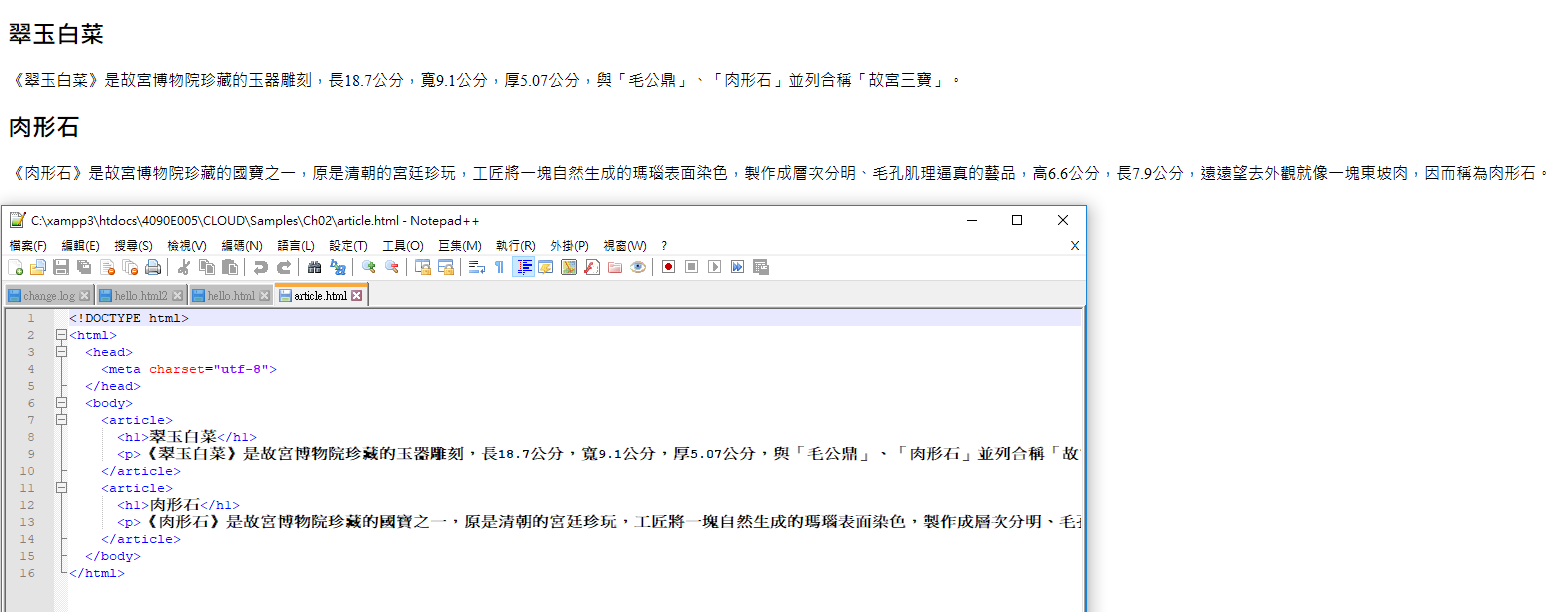 翠玉白菜
《翠玉白菜》是故宮博物院珍藏的玉器雕刻，長18.7公分，寬9.1公分，厚5.07公分，與「毛公鼎」、「肉形石」並列合稱「故宮三寶」。
肉形石
《肉形石》是故宮博物院珍藏的國寶之一，原是清朝的宮廷珍玩，工匠將一塊自然生成的瑪瑙表面染色，製作成層次分明、毛孔肌理逼真的藝品，高6.6公分，長7.9公分，遠遠望去外觀就像一塊東坡肉，因而稱為肉形石。
C:\xampp3\htdocs\4090E005\CLOUD\Samples\Ch02\article.html - Notepad++
檔案(F) 編輯(E) 搜尋(S) 檢視(V) 編碼(N) 語言(L) 設定(T) 工具(O) 巨集(M) 執行(R) 外掛(P) 視窗(W) ? X
change.log hello.html2 hello.html article.html
1 <!DOCTYPE html>
2 <html>
3 <head>
4 <meta charset="utf-8">
5 </head>
6 <body>
7 <article>
8 <h1>翠玉白菜</h1>
9 <p>《翠玉白菜》是故宮博物院珍藏的玉器雕刻，長18.7公分，寬9.1公分，厚5.07公分，與「毛公鼎」、「肉形石」並列合稱「故
10 </article>
11 <article>
12 <h1>肉形石</h1>
13 <p>《肉形石》是故宮博物院珍藏的國寶之一，原是清朝的宮廷珍玩，工匠將一塊自然生成的瑪瑙表面染色，製作成層次分明、毛孔
14 </article>
15 </body>
16 </html>